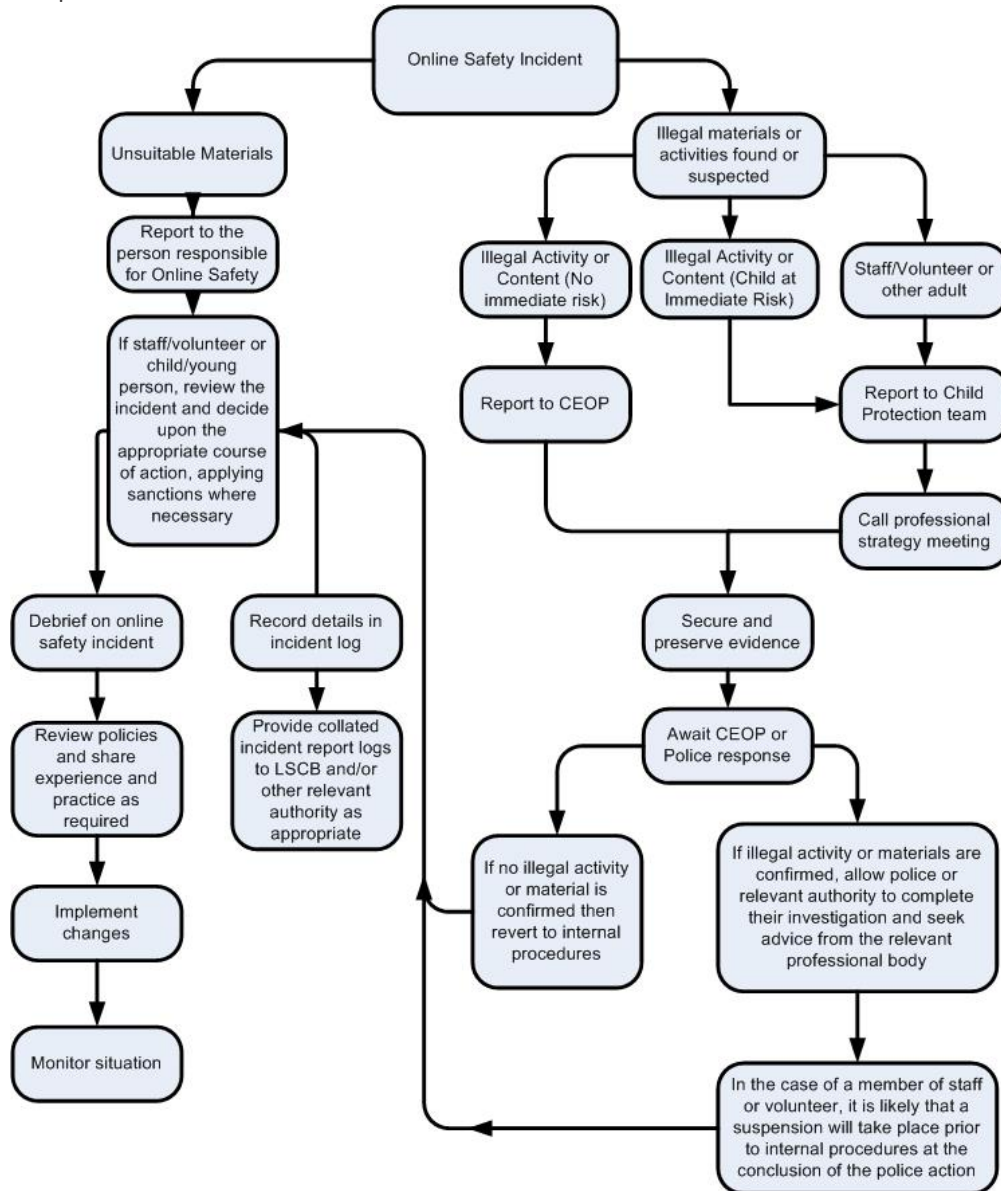 Online Safety Incident
Unsuitable Materials
Report to the
person responsible
for Online Safety
If staff/volunteer or
child/young
person, review the
incident and decide
upon the
appropriate course
of action, applying
sanctions where
necessary
Debrief on online
safety incident
Review policies
and share
experience and
practice as
required
Implement
changes
Monitor situation
Record details in
incident log
Provide collated
incident report logs
to LSCB and/or
other relevant
authority as
appropriate
Illegal materials or
activities found or
suspected
Illegal Activity or
Content (No
immediate risk)
Illegal Activity or
Content (Child at
Immediate Risk)
Staff/Volunteer or
other adult
Report to CEOP
Report to Child
Protection team
Call professional
strategy meeting
Secure and
preserve evidence
Await CEOP or
Police response
If no illegal activity
or material is
confirmed then
revert to internal
procedures
If illegal activity or materials are
confirmed, allow police or
relevant authority to complete
their investigation and seek
advice from the relevant
professional body
In the case of a member of staff
or volunteer, it is likely that a
suspension will take place prior
to internal procedures at the
conclusion of the police action